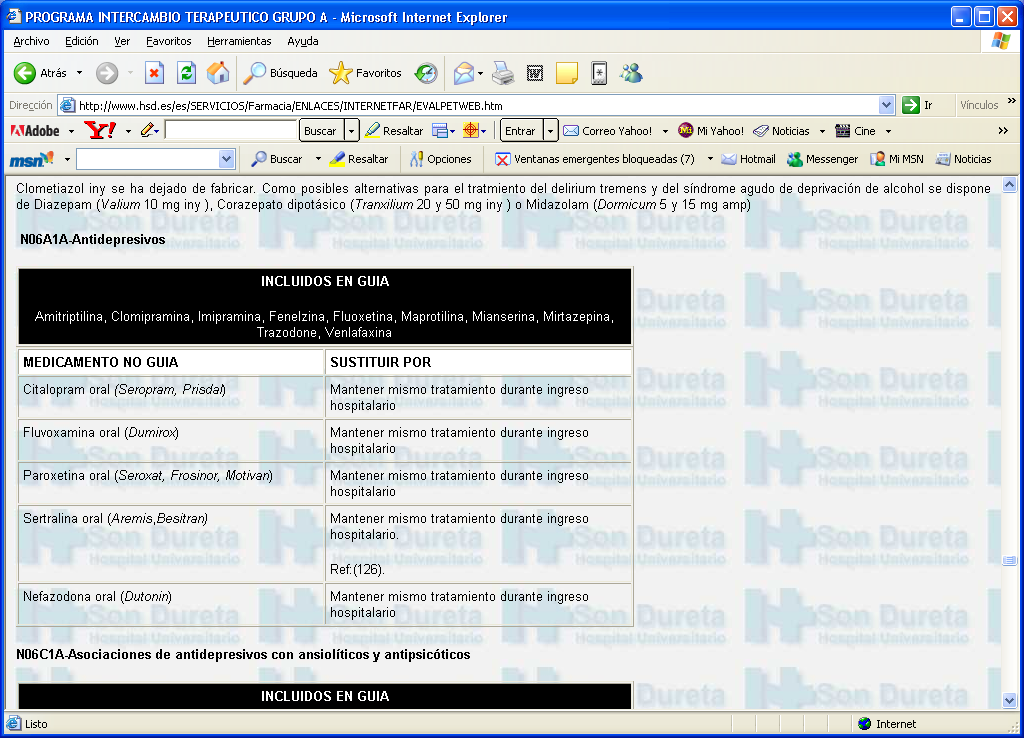 PROGRAMA INTERCAMBIO TERAPEUTICO GRUPO A - Microsoft Internet Explorer
Archivo Edición Ver Favoritos Herramientas Ayuda
Atrás Búsqueda Favoritos
Dirección http://www.hsd.es/es/SERVICIOS/Farmacia/ENLACES/INTERNETFAR/EVALPETWEB.htm Ir Vínculos »
Adobe Y! Buscar Resaltar Entrar Correo Yahoo! Mi Yahoo! Noticias Cine »
msn Buscar Resaltar Opciones Ventanas emergentes bloqueadas (7) Hotmail Messenger Mi MSN Noticias
Clometiazol iny se ha dejado de fabricar. Como posibles alternativas para el tratmiento del delirium tremens y del síndrome agudo de deprivación de alcohol se dispone
de Diazepam (Valium 10 mg iny ), Corazepato dipotásico (Tranxilium 20 y 50 mg iny ) o Midazolam (Dormicum 5 y 15 mg amp)
N06A1A-Antidepresivos
INCLUIDOS EN GUIA
Amitriptilina, Clomipramina, Imipramina, Fenelzina, Fluoxetina, Maprotilina, Mianserina, Mirtazepina,
Trazodone, Venlafaxina
MEDICAMENTO NO GUIA SUSTITUIR POR
Citalopram oral (Seropram, Prisdal) Mantener mismo tratamiento durante ingreso
hospitalario
Fluvoxamina oral (Dumirox) Mantener mismo tratamiento durante ingreso
hospitalario
Paroxetina oral (Seroxat, Frosinor, Motivan) Mantener mismo tratamiento durante ingreso
hospitalario
Sertralina oral (Aremis,Besitran) Mantener mismo tratamiento durante ingreso
hospitalario.
Ref:(126).
Nefazodona oral (Dutonin) Mantener mismo tratamiento durante ingreso
hospitalario
N06C1A-Asociaciones de antidepresivos con ansiolíticos y antipsicóticos
INCLUIDOS EN GUIA
Son Dureta
Hospital Universitario
Listo Internet